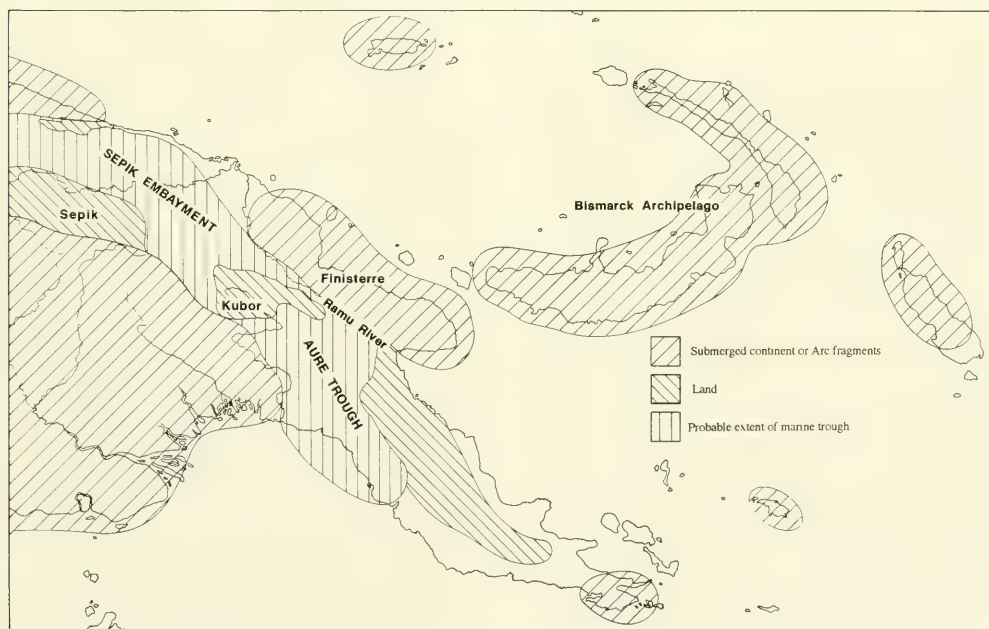 SEPIK EMBAYMENT
Sepik
Bismarck Archipelago
Finisterre
Kubor
Ramu River
AURE TROUGH
Submerged continent or Arc fragments
Land
Probable extent of marine trough